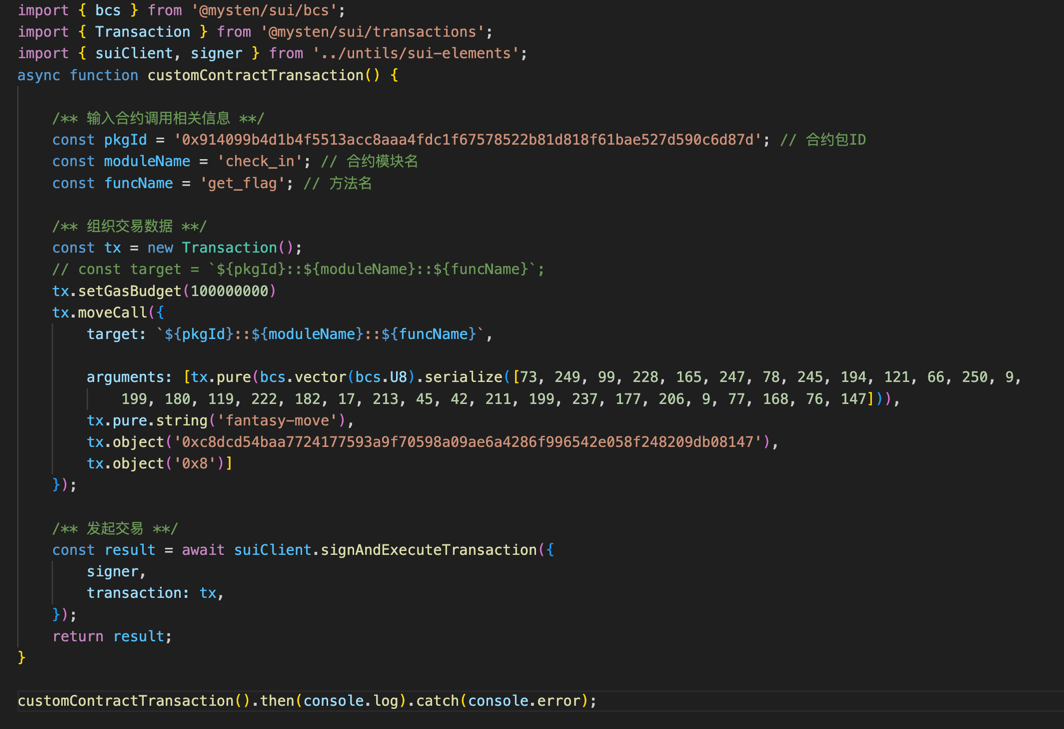 import { bcs } from '@mysten/sui/bcs';
import { Transaction } from '@mysten/sui/transactions';
import { suiClient, signer } from '../untils/sui-elements';
async function customContractTransaction() {
/** 输入合约调用相关信息 **/
const pkgId = '0x914099b4d1b4f5513acc8aaa4fdc1f67578522b81d818f61bae527d590c6d87d'; // 合约包ID
const moduleName = 'check_in'; // 合约模块名
const funcName = 'get_flag'; // 方法名
/** 组织交易数据 **/
const tx = new Transaction();
// const target = `${pkgId}::${moduleName}::${funcName}`;
tx.setGasBudget(100000000)
tx.moveCall({
target: `${pkgId}::${moduleName}::${funcName}`,
arguments: [tx.pure(bcs.vector(bcs.U8).serialize([73, 249, 99, 228, 165, 247, 78, 245, 194, 121, 66, 250, 9,
199, 180, 119, 222, 182, 17, 213, 45, 42, 211, 199, 237, 177, 206, 9, 77, 168, 76, 147])),
tx.pure.string('fantasy-move'),
tx.object('0xc8dcd54baa7724177593a9f70598a09ae6a4286f996542e058f248209db08147'),
tx.object('0x8')]
});
/** 发起交易 **/
const result = await suiClient.signAndExecuteTransaction({
signer,
transaction: tx,
});
return result;
}
customContractTransaction().then(console.log).catch(console.error);